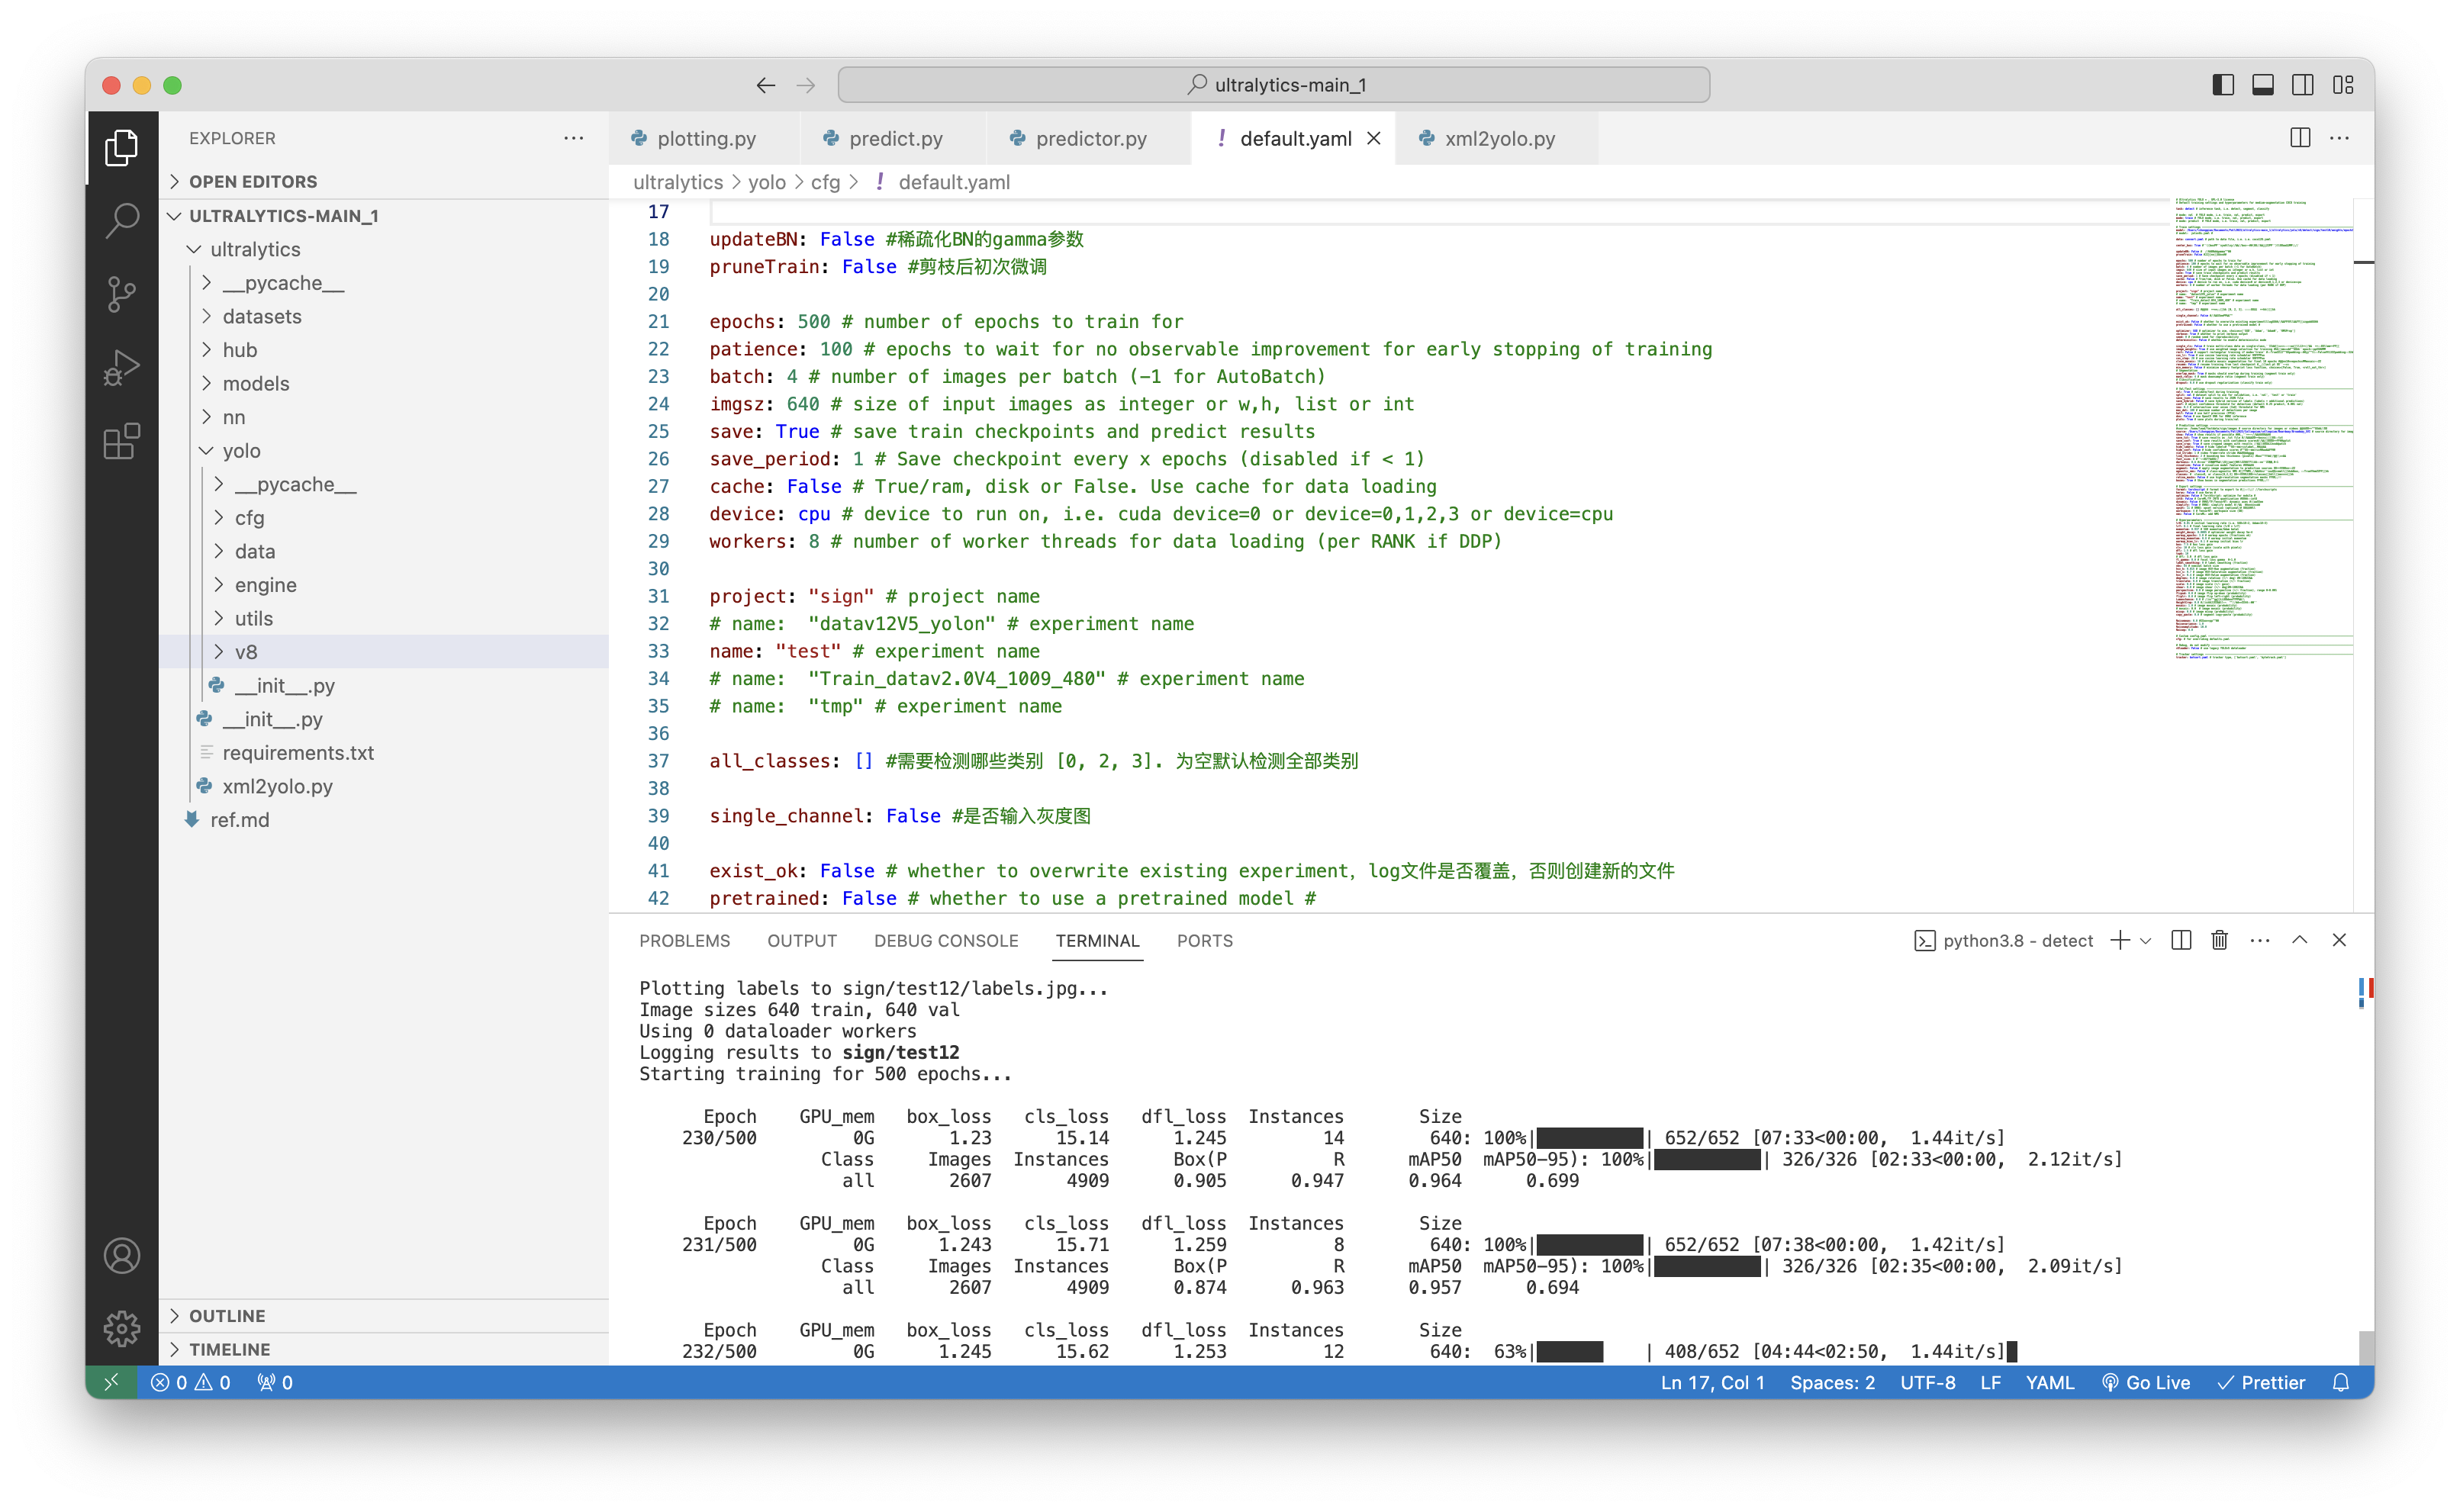 ultralytics-main_1
EXPLORER
OPEN EDITORS
ULTRALYTICS-MAIN_1
ultralytics
__pycache__
datasets
hub
models
nn
yolo
__pycache__
cfg
data
engine
utils
v8
__init__.py
__init__.py
requirements.txt
xml2yolo.py
ref.md
OUTLINE
TIMELINE
plotting.py
predict.py
predictor.py
! default.yaml
xml2yolo.py
ultralytics > yolo > cfg > ! default.yaml
17
18 updateBN: False #稀疏化BN的gamma参数
19 pruneTrain: False #剪枝后初次微调
20
21 epochs: 500 # number of epochs to train for
22 patience: 100 # epochs to wait for no observable improvement for early stopping of training
23 batch: 4 # number of images per batch (-1 for AutoBatch)
24 imgsz: 640 # size of input images as integer or w,h, list or int
25 save: True # save train checkpoints and predict results
26 save_period: 1 # Save checkpoint every x epochs (disabled if < 1)
27 cache: False # True/ram, disk or False. Use cache for data loading
28 device: cpu # device to run on, i.e. cuda device=0 or device=0,1,2,3 or device=cpu
29 workers: 8 # number of worker threads for data loading (per RANK if DDP)
30
31 project: "sign" # project name
32 # name:  "datav12V5_yolon" # experiment name
33 name: "test" # experiment name
34 # name:  "Train_datav2.0V4_1009_480" # experiment name
35 # name:  "tmp" # experiment name
36
37 all_classes: [] #需要检测哪些类别 [0, 2, 3]. 为空默认检测全部类别
38
39 single_channel: False #是否输入灰度图
40
41 exist_ok: False # whether to overwrite existing experiment, log文件是否覆盖，否则创建新的文件
42 pretrained: False # whether to use a pretrained model #
PROBLEMS OUTPUT DEBUG CONSOLE TERMINAL PORTS
python3.8 - detect
Plotting labels to sign/test12/labels.jpg...
Image sizes 640 train, 640 val
Using 0 dataloader workers
Logging results to sign/test12
Starting training for 500 epochs...
Epoch GPU_mem box_loss cls_loss dfl_loss Instances Size
230/500 0G 1.23 15.14 1.245 14 640: 100%|██████████| 652/652 [07:33<00:00, 1.44it/s]
Class Images Instances Box(P R mAP50 mAP50-95): 100%|██████████| 326/326 [02:33<00:00, 2.12it/s]
all 2607 4909 0.905 0.947 0.964 0.699
Epoch GPU_mem box_loss cls_loss dfl_loss Instances Size
231/500 0G 1.243 15.71 1.259 8 640: 100%|██████████| 652/652 [07:38<00:00, 1.42it/s]
Class Images Instances Box(P R mAP50 mAP50-95): 100%|██████████| 326/326 [02:35<00:00, 2.09it/s]
all 2607 4909 0.874 0.963 0.957 0.694
Epoch GPU_mem box_loss cls_loss dfl_loss Instances Size
232/500 0G 1.245 15.62 1.253 12 640: 63%|██████    | 408/652 [04:44<02:50, 1.44it/s]
0 0 0
Ln 17, Col 1 Spaces: 2 UTF-8 LF YAML Go Live Prettier